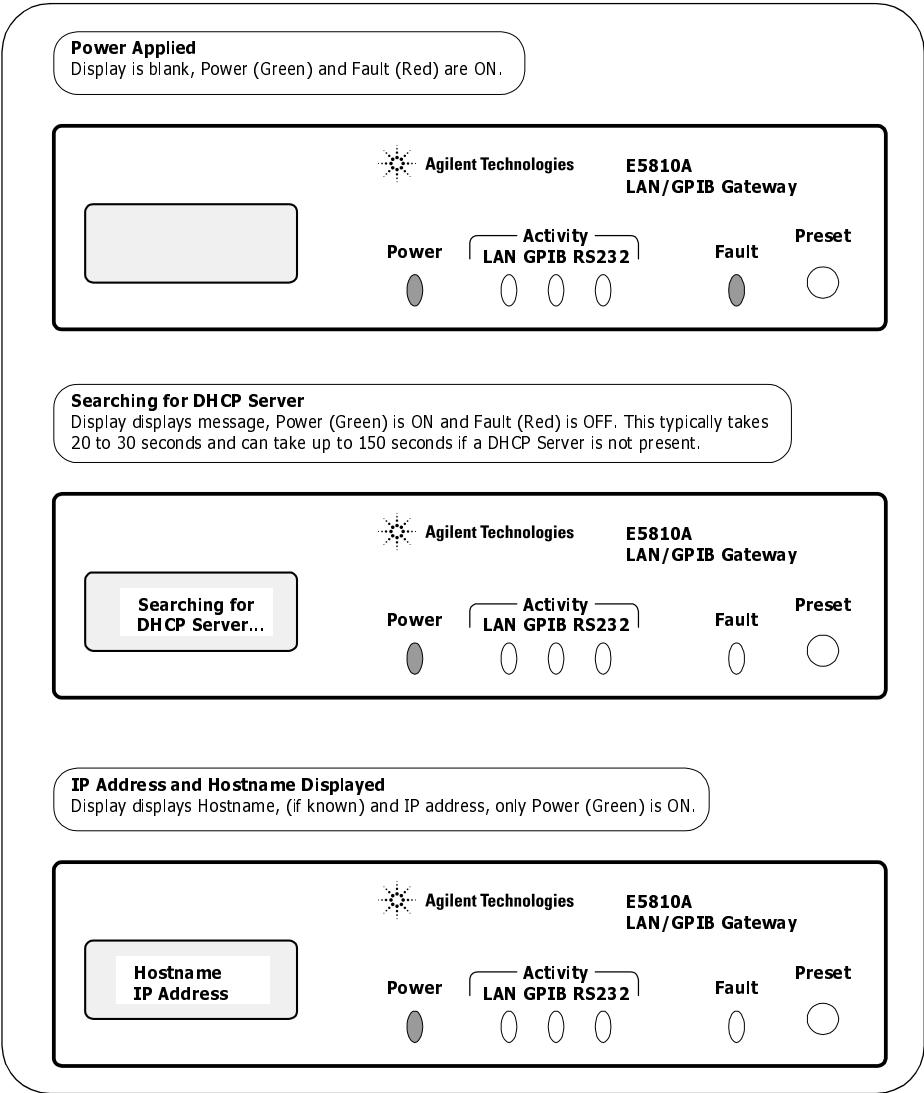 Power Applied
Display is blank, Power (Green) and Fault (Red) are ON.
Agilent Technologies
E5810A
LAN/GPIB Gateway
Power
Activity
LAN GPIB RS232
Fault
Preset
Searching for DHCP Server
Display displays message, Power (Green) is ON and Fault (Red) is OFF. This typically takes
20 to 30 seconds and can take up to 150 seconds if a DHCP Server is not present.
Agilent Technologies
E5810A
LAN/GPIB Gateway
Searching for
DHCP Server...
Power
Activity
LAN GPIB RS232
Fault
Preset
IP Address and Hostname Displayed
Display displays Hostname, (if known) and IP address, only Power (Green) is ON.
Agilent Technologies
E5810A
LAN/GPIB Gateway
Hostname
IP Address
Power
Activity
LAN GPIB RS232
Fault
Preset